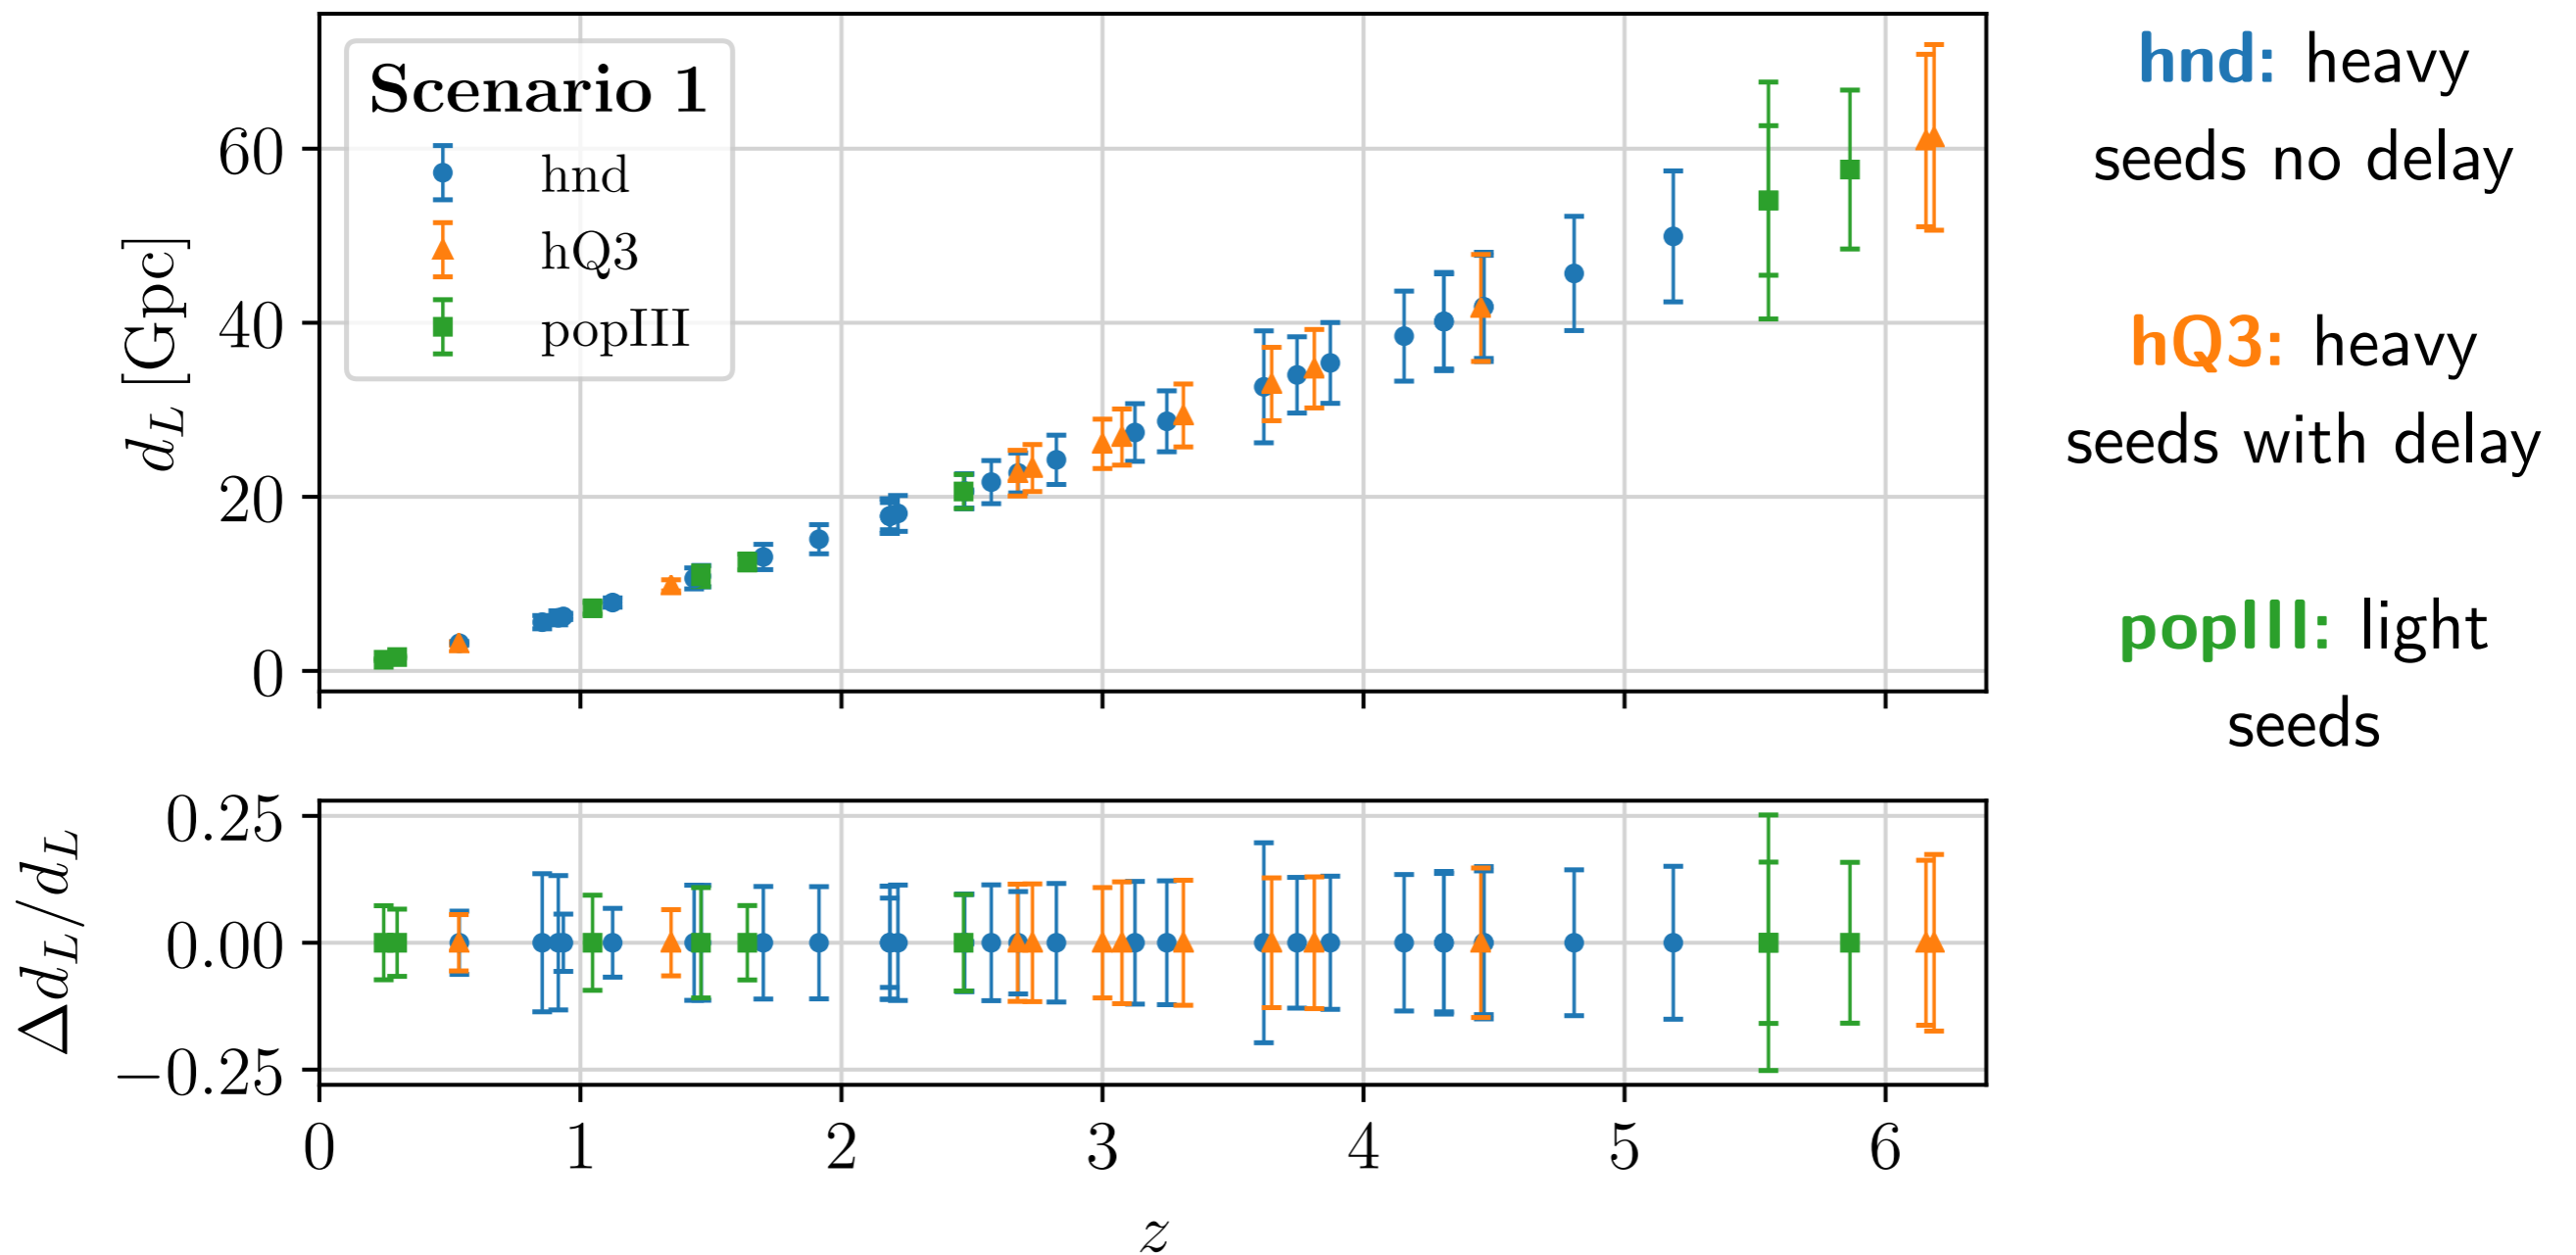 Scenario 1
hnd
hQ3
popIII
60
40
20
0
d_L [Gpc]
0.25
0.00
−0.25
Δd_L/d_L
0 1 2 3 4 5 6
z
hnd: heavy
seeds no delay
hQ3: heavy
seeds with delay
popIII: light
seeds